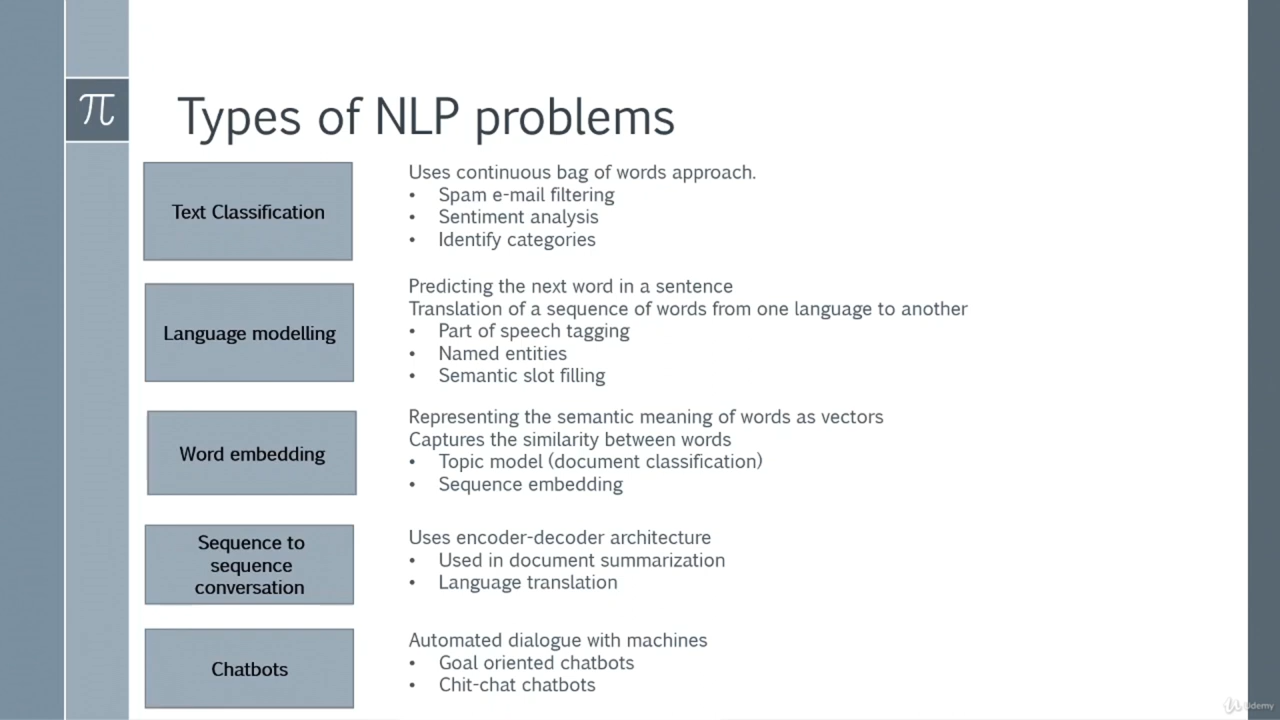 π
Types of NLP problems
Text Classification
Uses continuous bag of words approach.
• Spam e-mail filtering
• Sentiment analysis
• Identify categories
Language modelling
Predicting the next word in a sentence
Translation of a sequence of words from one language to another
• Part of speech tagging
• Named entities
• Semantic slot filling
Word embedding
Representing the semantic meaning of words as vectors
Captures the similarity between words
• Topic model (document classification)
• Sequence embedding
Sequence to
sequence
conversation
Uses encoder-decoder architecture
• Used in document summarization
• Language translation
Chatbots
Automated dialogue with machines
• Goal oriented chatbots
• Chit-chat chatbots
Udemy